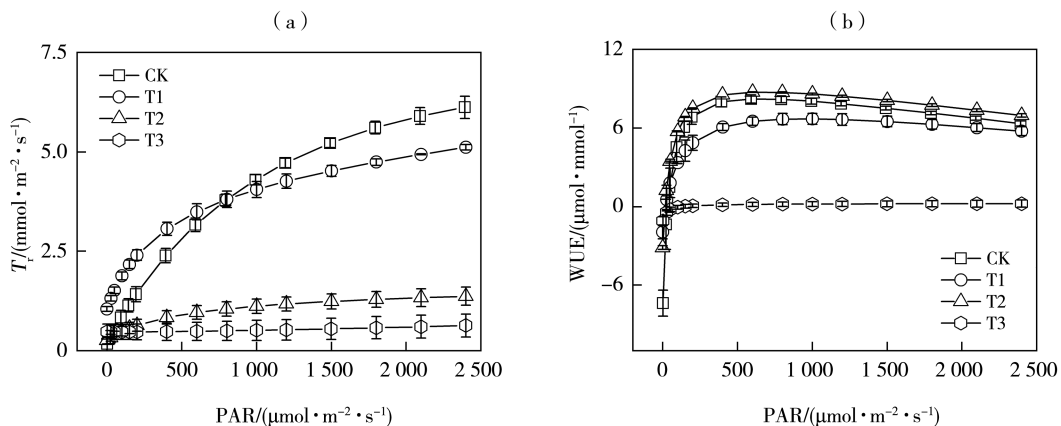 (a)
7.5
5.0
2.5
0
CK
T1
T2
T3
Tr/(mmol·m⁻²·s⁻¹)
0 500 1 000 1 500 2 000 2 500
PAR/(μmol·m⁻²·s⁻¹)
(b)
12
6
0
−6
WUE/(μmol·mmol⁻¹)
CK
T1
T2
T3
0 500 1 000 1 500 2 000 2 500
PAR/(μmol·m⁻²·s⁻¹)